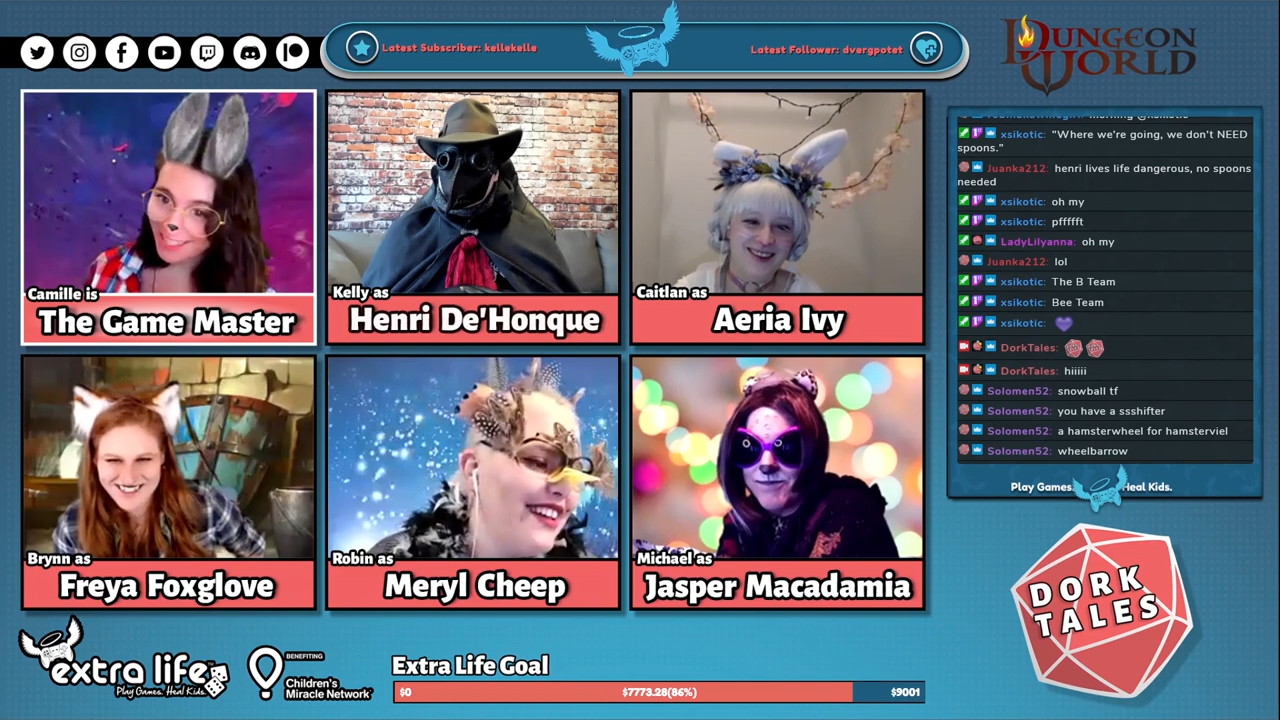 Latest Subscriber: kellekelle
Latest Follower: dvergpotet
DUNGEON
WORLD
Camille is
The Game Master
Kelly as
Henri De'Honque
Caitlan as
Aeria Ivy
Brynn as
Freya Foxglove
Robin as
Meryl Cheep
Michael as
Jasper Macadamia
xsikotic: "Where we're going, we don't NEED
spoons."
Juanka212: henri lives life dangerous, no spoons
needed
xsikotic: oh my
xsikotic: pffffft
LadyLilyanna: oh my
Juanka212: lol
xsikotic: The B Team
xsikotic: Bee Team
xsikotic:
DorkTales:
DorkTales: hiiiii
Solomen52: snowball tf
Solomen52: you have a ssshifter
Solomen52: a hamsterwheel for hamsterviel
Solomen52: wheelbarrow
Play Games. Heal Kids.
DORK
TALES
extra life
Play Games. Heal Kids.
BENEFITING
Children's
Miracle Network
Extra Life Goal
$0 $7773.28(86%) $9001